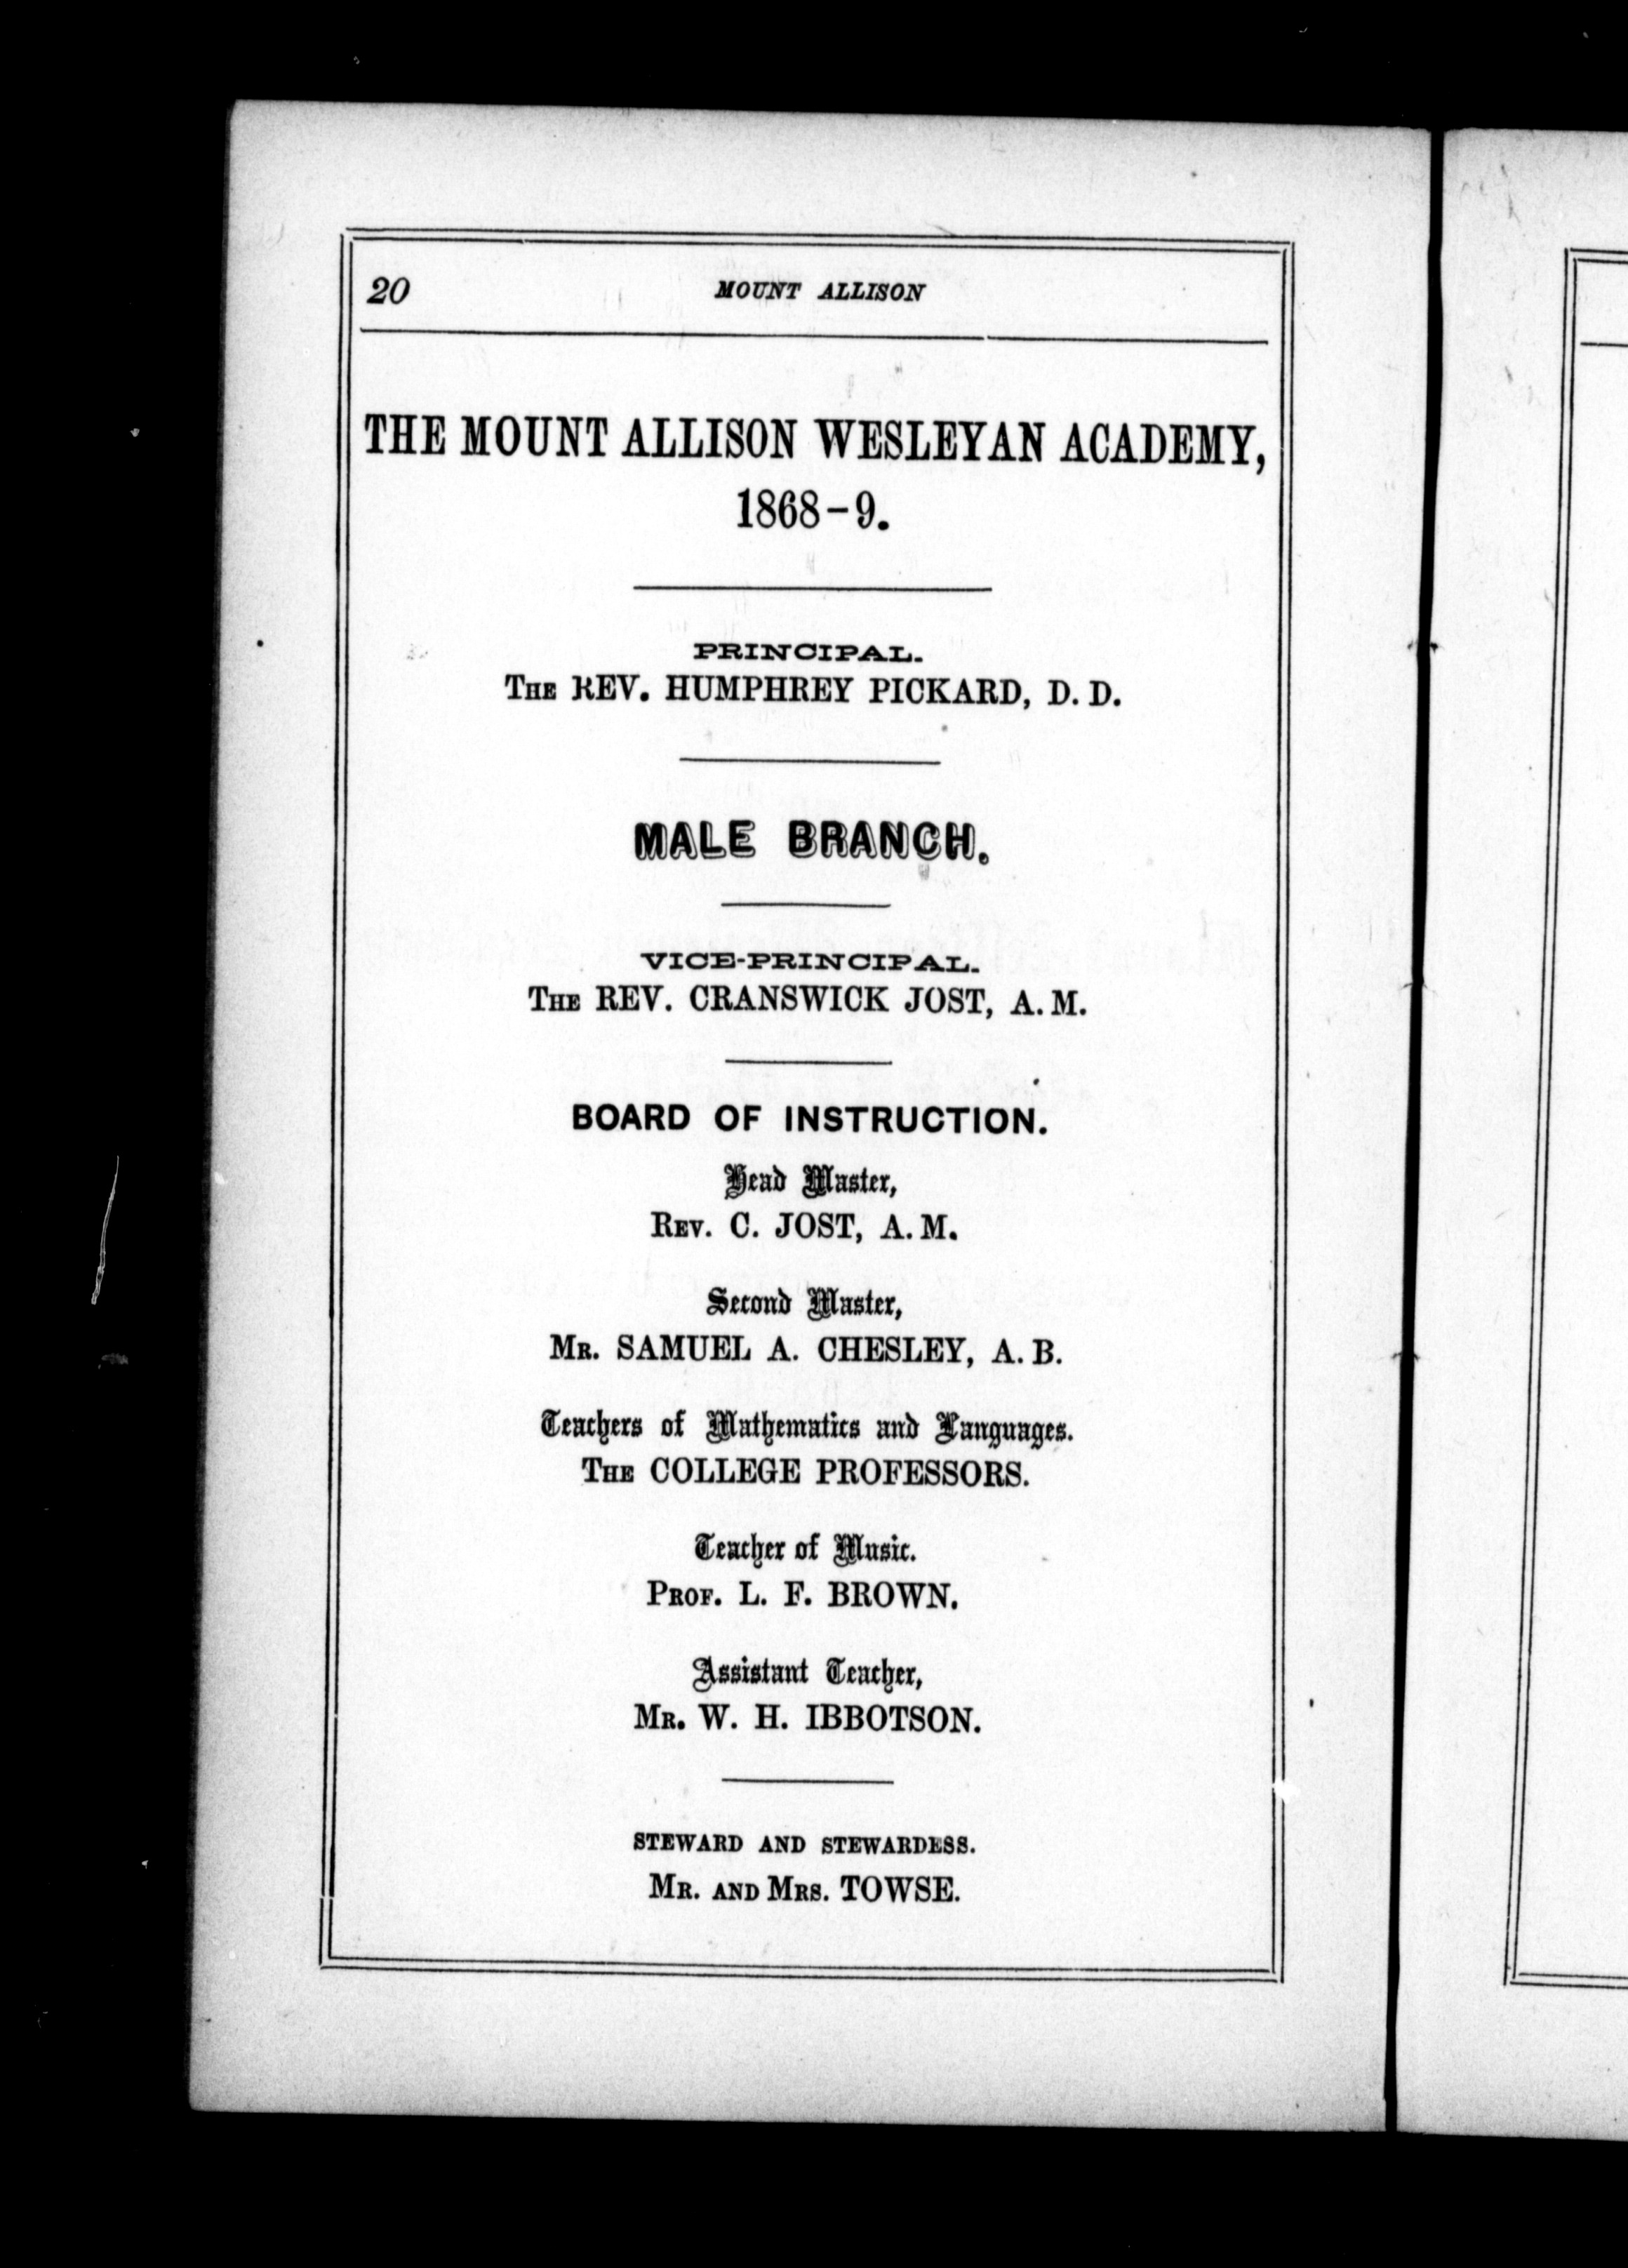 20 MOUNT ALLISON
THE MOUNT ALLISON WESLEYAN ACADEMY,
1868-9.
PRINCIPAL.
THE REV. HUMPHREY PICKARD, D. D.
MALE BRANCH.
VICE-PRINCIPAL.
THE REV. CRANSWICK JOST, A. M.
BOARD OF INSTRUCTION.
Head Master,
REV. C. JOST, A. M.
Second Master,
MR. SAMUEL A. CHESLEY, A. B.
Teachers of Mathematics and Languages.
THE COLLEGE PROFESSORS.
Teacher of Music.
PROF. L. F. BROWN.
Assistant Teacher,
MR. W. H. IBBOTSON.
STEWARD AND STEWARDESS.
MR. AND MRS. TOWSE.